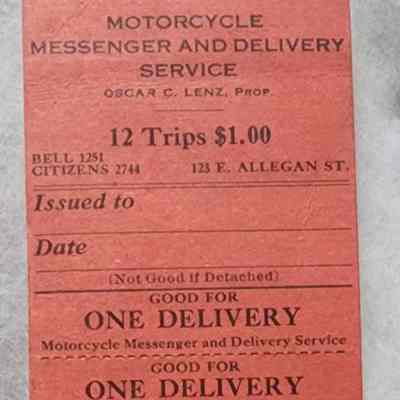 MOTORCYCLE
MESSENGER AND DELIVERY
SERVICE
OSCAR C. LENZ, PROP.
12 Trips $1.00
BELL 1251
CITIZENS 2744 123 E. ALLEGAN ST.
Issued to
Date
(Not Good if Detached)
GOOD FOR
ONE DELIVERY
Motorcycle Messenger and Delivery Service
GOOD FOR
ONE DELIVERY